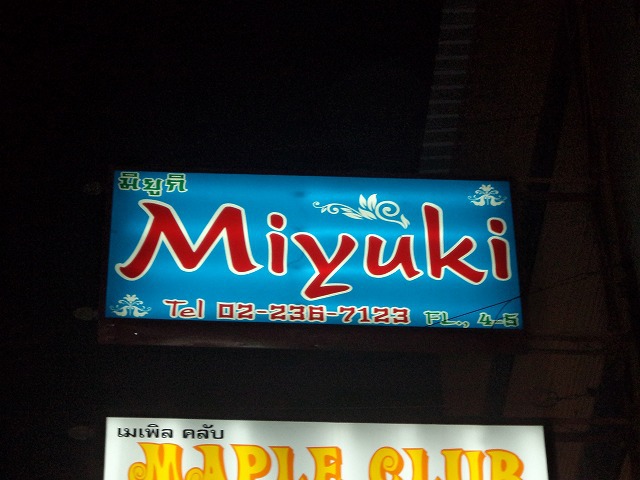 มิยูกิ
Miyuki
Tel 02-236-7123 FL., 4-5
เมเพิล คลับ
MAPLE CLUB